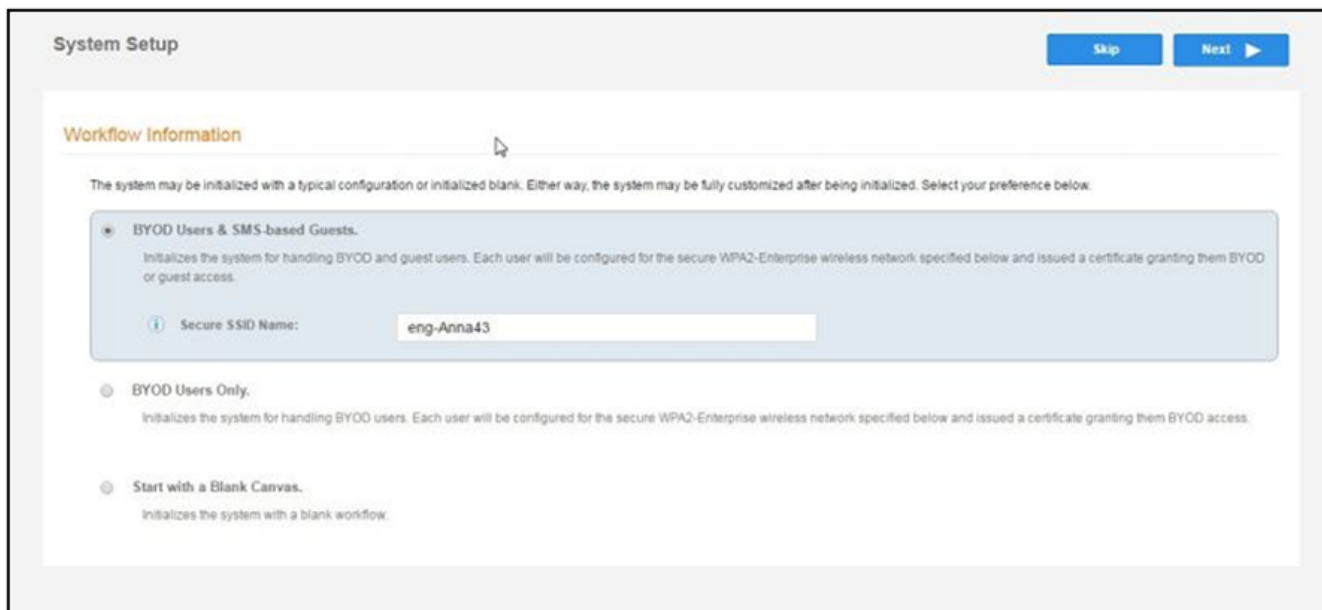 System Setup
Skip
Next
Workflow Information
The system may be initialized with a typical configuration or initialized blank. Either way, the system may be fully customized after being initialized. Select your preference below.
BYOD Users & SMS-based Guests.
Initializes the system for handling BYOD and guest users. Each user will be configured for the secure WPA2-Enterprise wireless network specified below and issued a certificate granting them BYOD
or guest access.
Secure SSID Name:
eng-Anna43
BYOD Users Only.
Initializes the system for handling BYOD users. Each user will be configured for the secure WPA2-Enterprise wireless network specified below and issued a certificate granting them BYOD access.
Start with a Blank Canvas.
Initializes the system with a blank workflow.